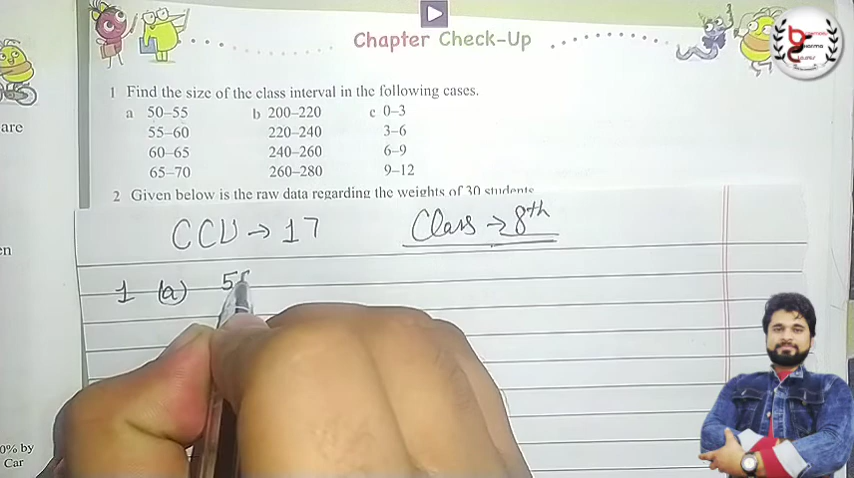 Chapter Check-Up
are
1 Find the size of the class interval in the following cases.
a 50–55 b 200–220 c 0–3
55–60 220–240 3–6
60–65 240–260 6–9
65–70 260–280 9–12
2 Given below is the raw data regarding the weights of 30 students
CCU → 17 Class → 8th
en
1 (a) 5
0% by
Car